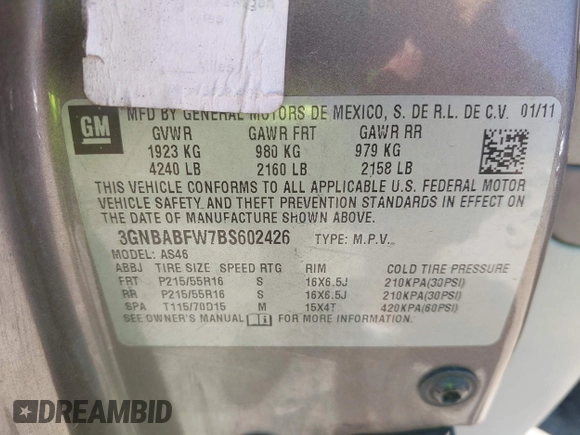 GM
MFD BY GENERAL MOTORS DE MEXICO, S. DE R.L. DE C.V. 01/11
GVWR GAWR FRT GAWR RR
1923 KG 980 KG 979 KG
4240 LB 2160 LB 2158 LB
THIS VEHICLE CONFORMS TO ALL APPLICABLE U.S. FEDERAL MOTOR
VEHICLE SAFETY, AND THEFT PREVENTION STANDARDS IN EFFECT ON
THE DATE OF MANUFACTURE SHOWN ABOVE.
3GNBABFW7BS602426 TYPE: M.P.V.
MODEL: AS46
ABBJ TIRE SIZE SPEED RTG RIM COLD TIRE PRESSURE
FRT P215/55R16 S 16X6.5J 210KPA(30PSI)
RR P215/55R16 S 16X6.5J 210KPA(30PSI)
SPA T115/70D15 M 15X4T 420KPA(60PSI)
SEE OWNER'S MANUAL FOR MORE INFORMATION.
DREAMBID